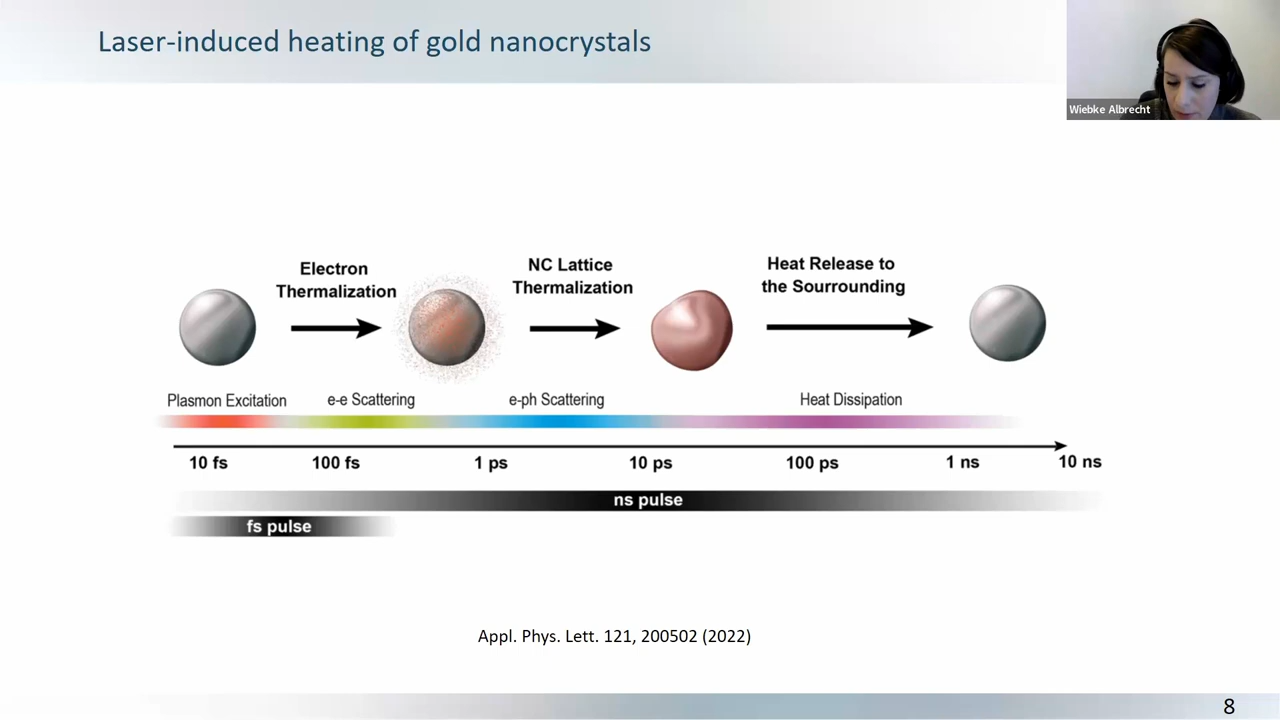 Laser-induced heating of gold nanocrystals
Wiebke Albrecht
Electron
Thermalization
NC Lattice
Thermalization
Heat Release to
the Sourrounding
Plasmon Excitation
e-e Scattering
e-ph Scattering
Heat Dissipation
10 fs
100 fs
1 ps
10 ps
100 ps
1 ns
10 ns
ns pulse
fs pulse
Appl. Phys. Lett. 121, 200502 (2022)
8